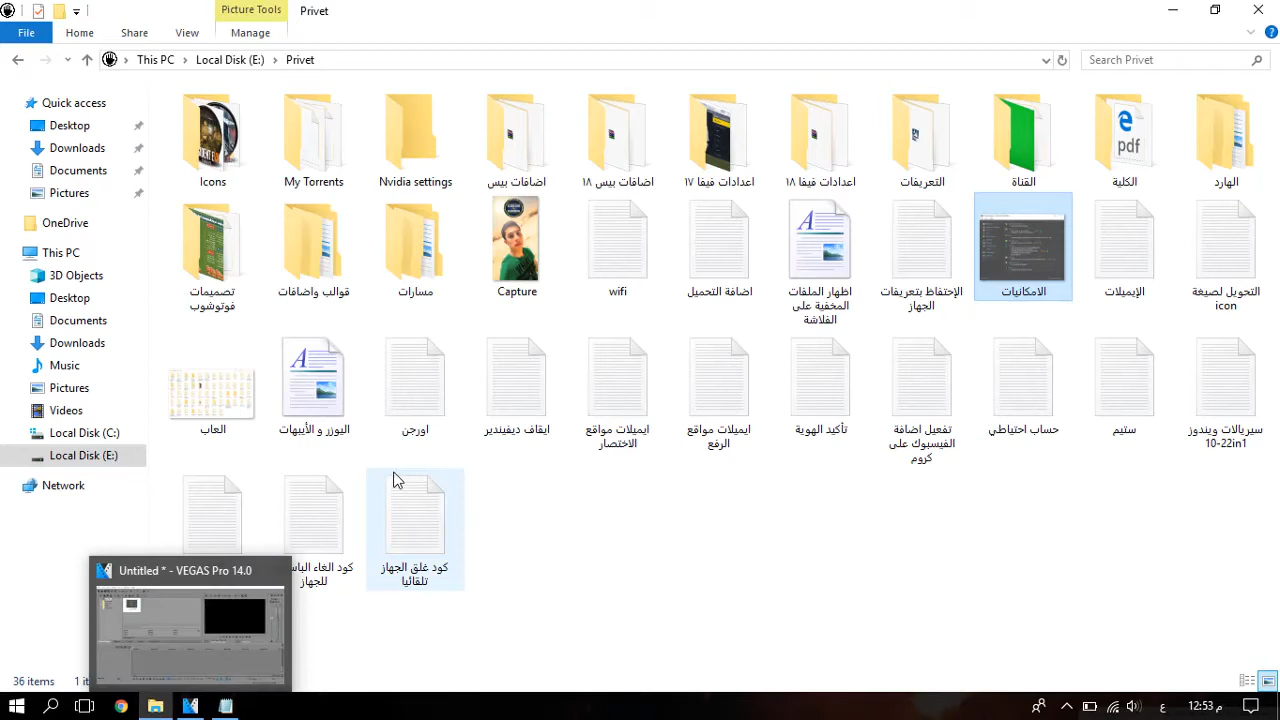 Picture Tools
Privet
File
Home
Share
View
Manage
This PC
Local Disk (E:)
Privet
Search Privet
Quick access
Desktop
Downloads
Documents
Pictures
OneDrive
This PC
3D Objects
Desktop
Documents
Downloads
Music
Pictures
Videos
Local Disk (C:)
Local Disk (E:)
Network
Icons
My Torrents
Nvidia settings
اضافات بيس
اضافات بيس ١٨
اعدادات فيفا ١٧
اعدادات فيفا ١٨
التعريفات
القناة
الكلية
pdf
الهارد
تصميمات
فوتوشوب
قوالب واضافات
مسارات
Capture
wifi
اضافة التحميل
اظهار الملفات
المخفية على
الفلاشة
الإحتفاظ بتعريفات
الجهاز
الامكانيات
الإيميلات
التحويل لصيغة
icon
العاب
اليوزر و الأيبهات
اورجن
ايقاف ديفيندير
ايميلات مواقع
الاختصار
ايميلات مواقع
الرفع
تأكيد الهوية
تفعيل اضافة
الفيسبوك على
كروم
حساب احتياطي
ستيم
سيريالات ويندوز
10-22in1
كود الغاء الباس
للجهاز
كود غلق الجهاز
تلقائيا
Untitled * - VEGAS Pro 14.0
36 items
12:53 م
ع